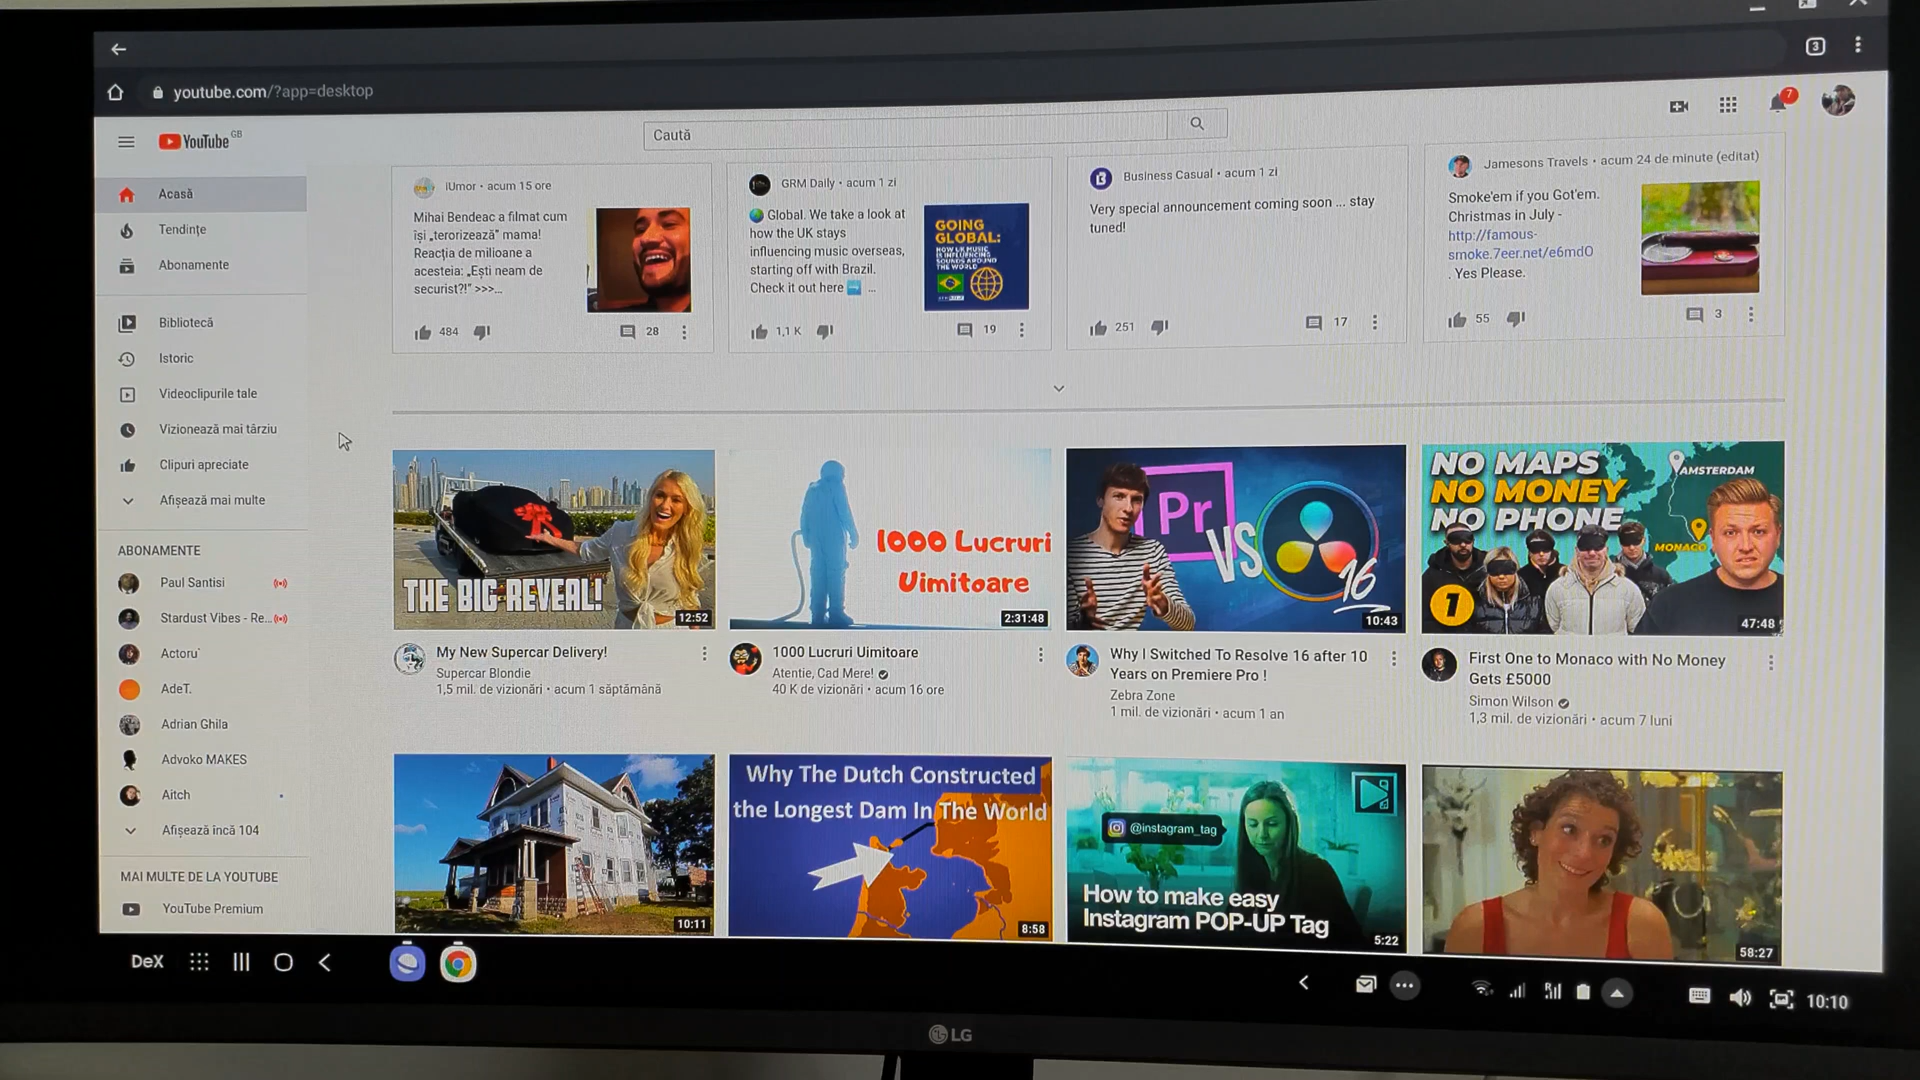 3
youtube.com/?app=desktop
YouTube GB
Caută
7
Acasă
Tendințe
Abonamente
Bibliotecă
Istoric
Videoclipurile tale
Vizionează mai târziu
Clipuri apreciate
Afișează mai multe
ABONAMENTE
Paul Santisi
Stardust Vibes - Re...
Actoru'
AdeT.
Adrian Ghila
Advoko MAKES
Aitch
Afișează încă 104
MAI MULTE DE LA YOUTUBE
YouTube Premium
iUmor • acum 15 ore
Mihai Bendeac a filmat cum
își „terorizează” mama!
Reacția de milioane a
acesteia: „Ești neam de
securist?!” >>>...
484
28
GRM Daily • acum 1 zi
Global. We take a look at
how the UK stays
influencing music overseas,
starting off with Brazil.
Check it out here ...
GOING
GLOBAL:
HOW UK MUSIC
IS INFLUENCING
SOUNDS AROUND
THE WORLD
1,1 K
19
Business Casual • acum 1 zi
Very special announcement coming soon ... stay
tuned!
251
17
Jamesons Travels • acum 24 de minute (editat)
Smoke'em if you Got'em.
Christmas in July -
http://famous-
smoke.7eer.net/e6mdO
. Yes Please.
55
3
THE BIG REVEAL!
12:52
My New Supercar Delivery!
Supercar Blondie
1,5 mil. de vizionări • acum 1 săptămână
1000 Lucruri
Uimitoare
2:31:48
1000 Lucruri Uimitoare
Atentie, Cad Mere!
40 K de vizionări • acum 16 ore
Pr
VS
16
10:43
Why I Switched To Resolve 16 after 10
Years on Premiere Pro !
Zebra Zone
1 mil. de vizionări • acum 1 an
NO MAPS
NO MONEY
NO PHONE
AMSTERDAM
MONACO
1
47:48
First One to Monaco with No Money
Gets £5000
Simon Wilson
1,3 mil. de vizionări • acum 7 luni
10:11
Why The Dutch Constructed
the Longest Dam In The World
8:58
@instagram_tag
How to make easy
Instagram POP-UP Tag
5:22
58:27
DeX
10:10
LG